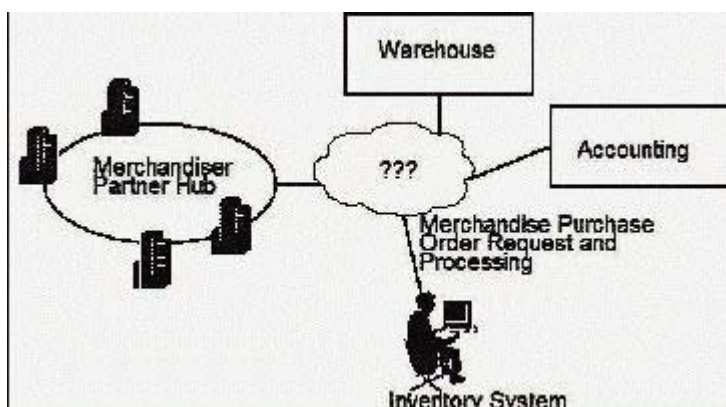 Warehouse
Merchandiser
Partner Hub
???
Accounting
Merchandise Purchase
Order Request and
Processing
Inventory System